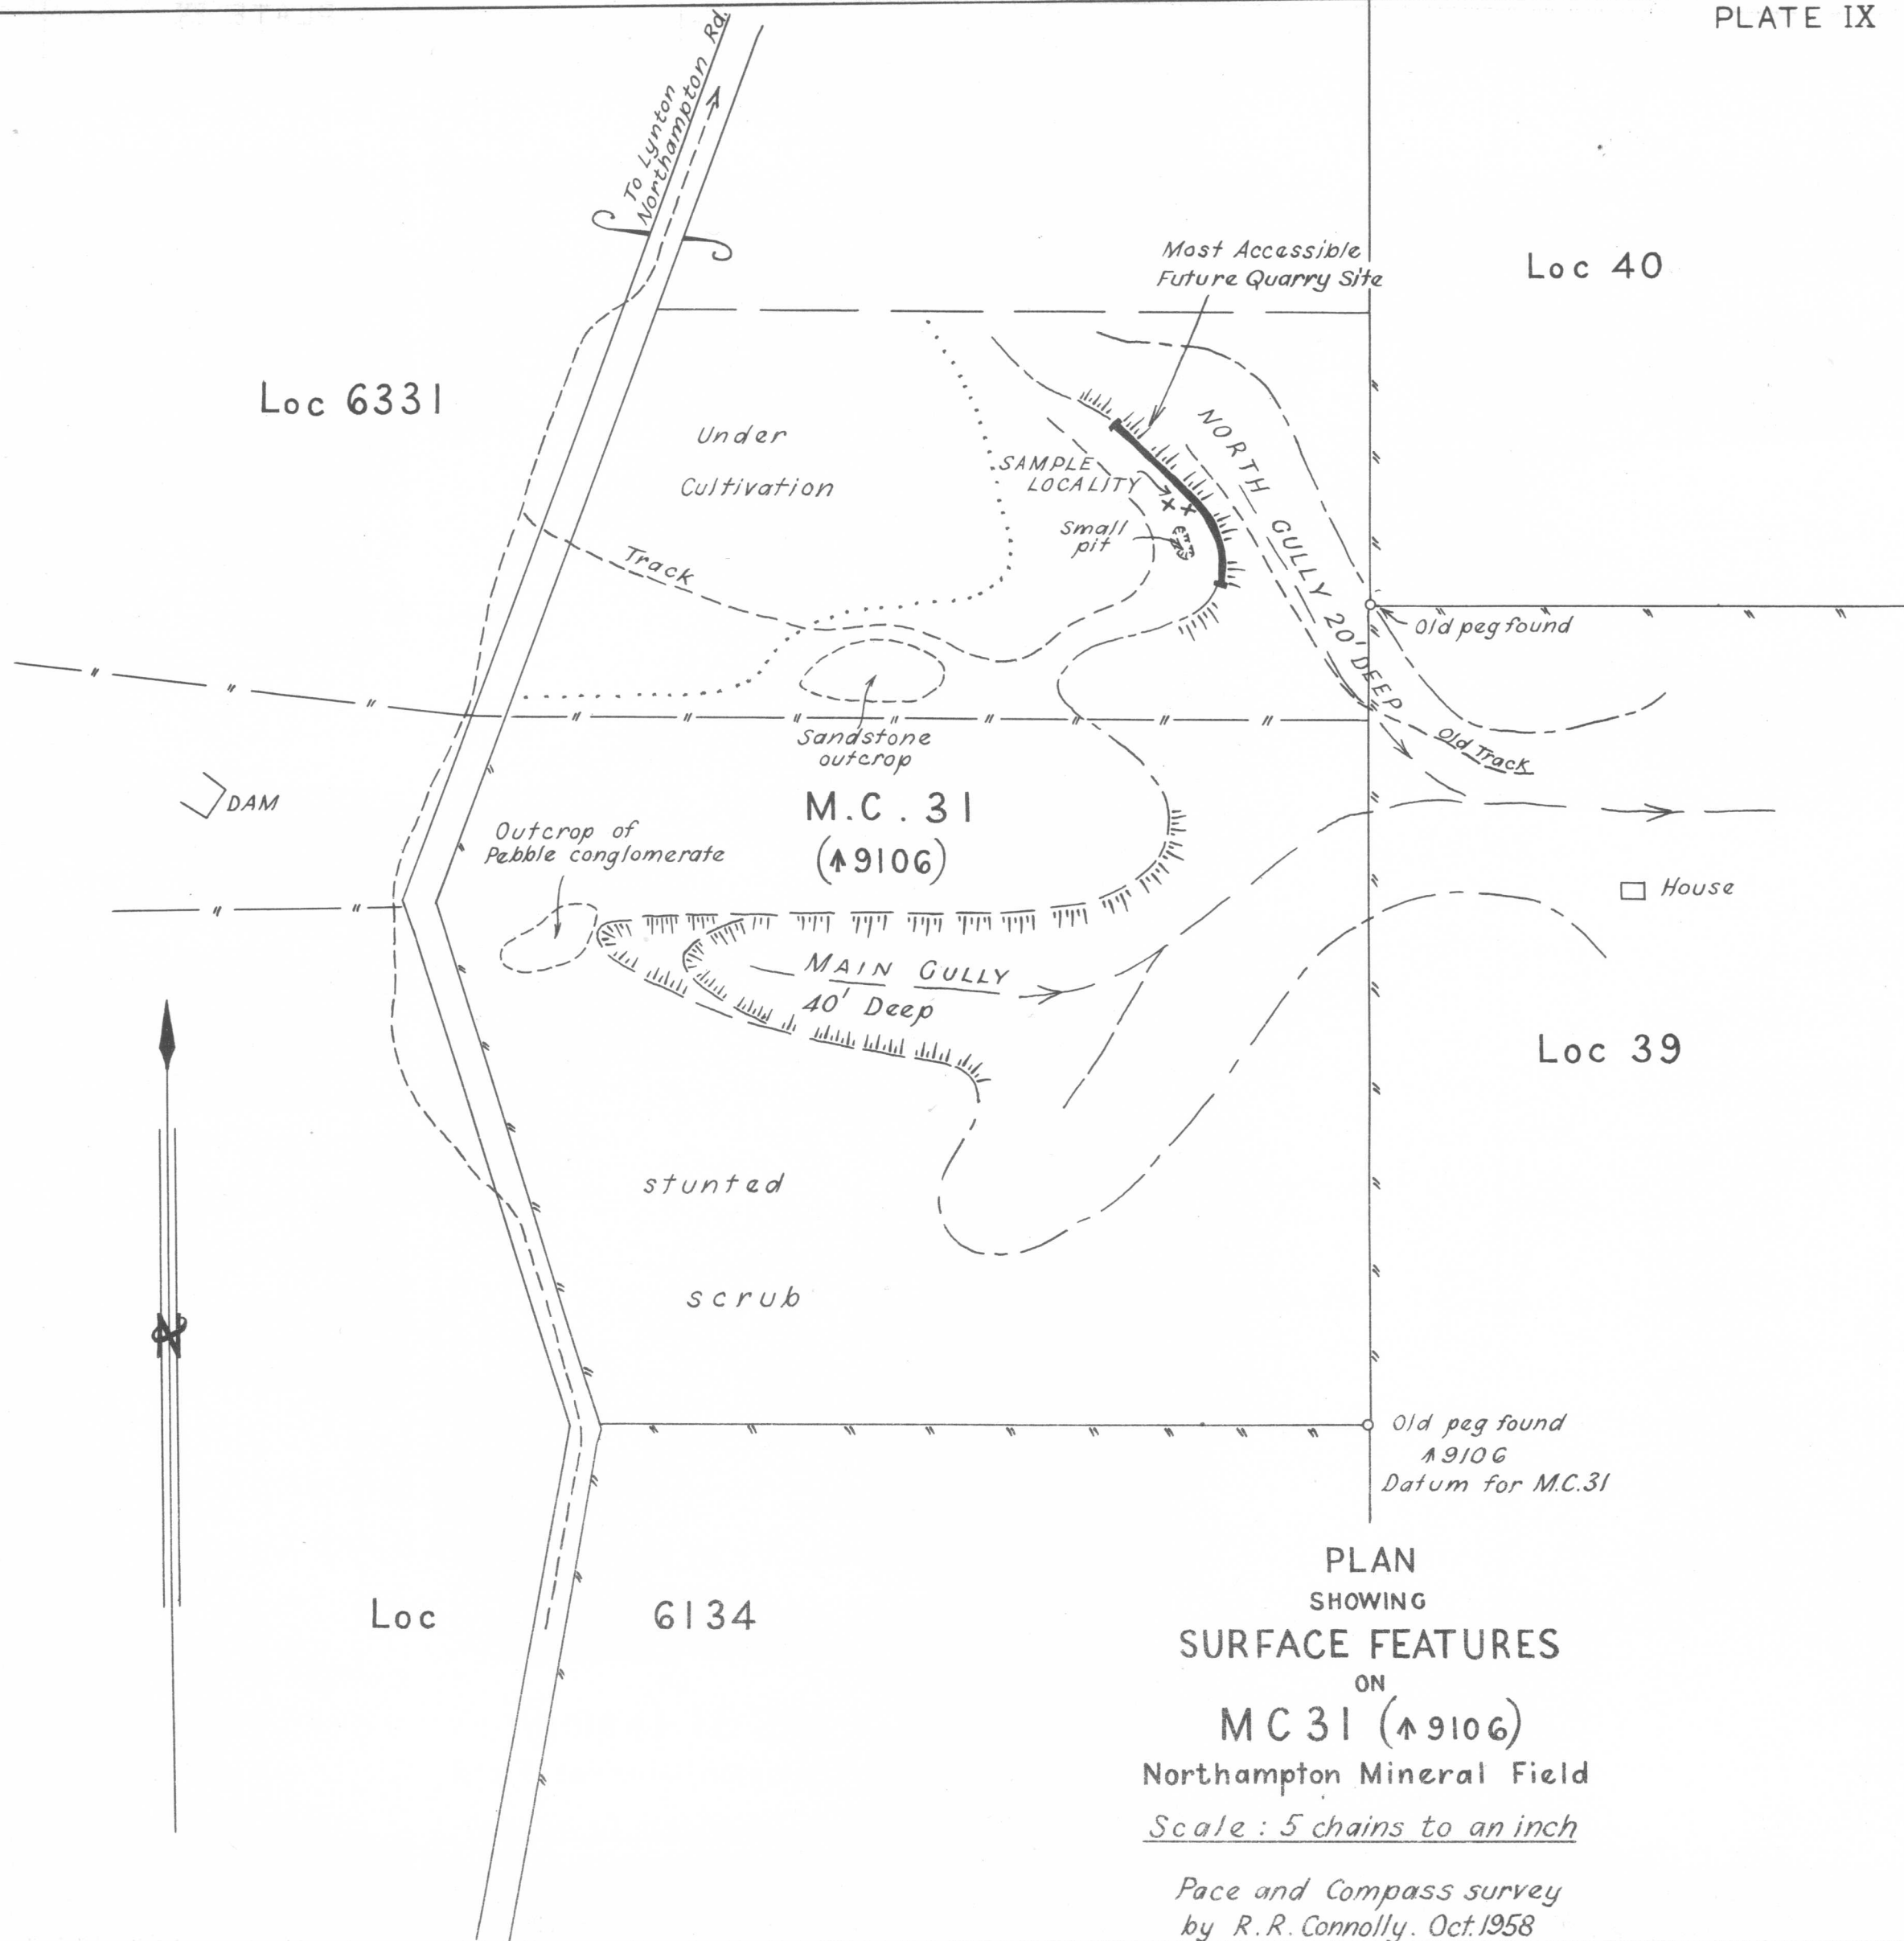 PLATE IX
To Lynton
Northampton Rd.
Most Accessible
Future Quarry Site
Loc 40
Loc 6331
Under
Cultivation
SAMPLE
LOCALITY
Small
pit
NORTH GULLY 20' DEEP
Track
Old peg found
Sandstone
outcrop
Old Track
DAM
M.C. 31
(↑9106)
Outcrop of
Pebble conglomerate
House
MAIN GULLY
40' Deep
Loc 39
stunted
scrub
N
Old peg found
↑9106
Datum for M.C.31
Loc 6134
PLAN
SHOWING
SURFACE FEATURES
ON
MC31 (↑9106)
Northampton Mineral Field
Scale : 5 chains to an inch
Pace and Compass survey
by R.R. Connolly. Oct.1958